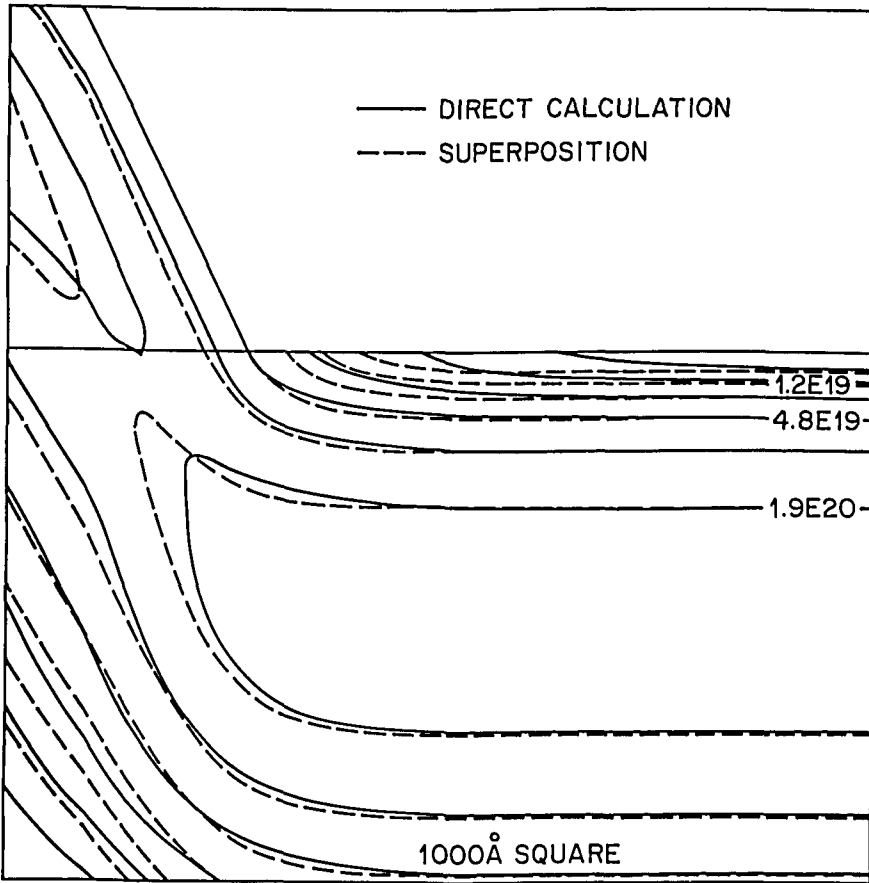 DIRECT CALCULATION
SUPERPOSITION
1.2E19
4.8E19
1.9E20
1000Å SQUARE